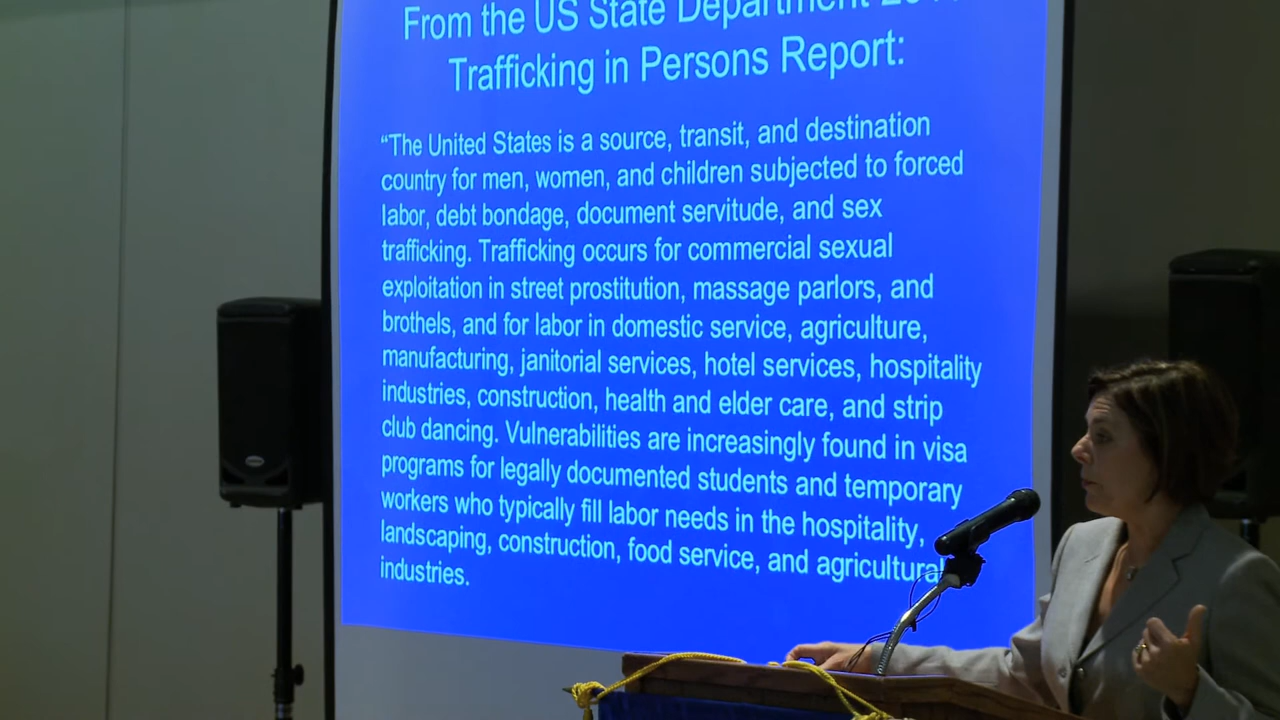 From the US State Department
Trafficking in Persons Report:
“The United States is a source, transit, and destination
country for men, women, and children subjected to forced
labor, debt bondage, document servitude, and sex
trafficking. Trafficking occurs for commercial sexual
exploitation in street prostitution, massage parlors, and
brothels, and for labor in domestic service, agriculture,
manufacturing, janitorial services, hotel services, hospitality
industries, construction, health and elder care, and strip
club dancing. Vulnerabilities are increasingly found in visa
programs for legally documented students and temporary
workers who typically fill labor needs in the hospitality,
landscaping, construction, food service, and agricultural
industries.